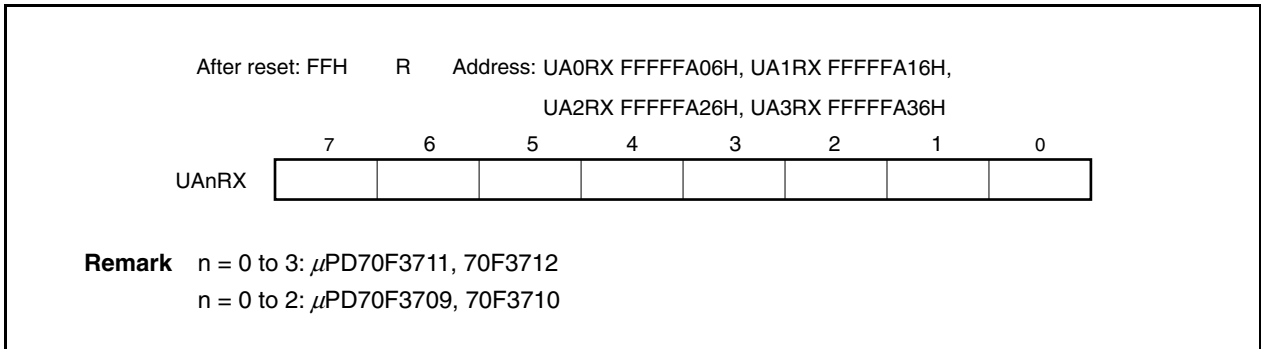 After reset: FFH R Address: UA0RX FFFFFA06H, UA1RX FFFFFA16H,
UA2RX FFFFFA26H, UA3RX FFFFFA36H
7 6 5 4 3 2 1 0
UAnRX
Remark n = 0 to 3: μPD70F3711, 70F3712
n = 0 to 2: μPD70F3709, 70F3710